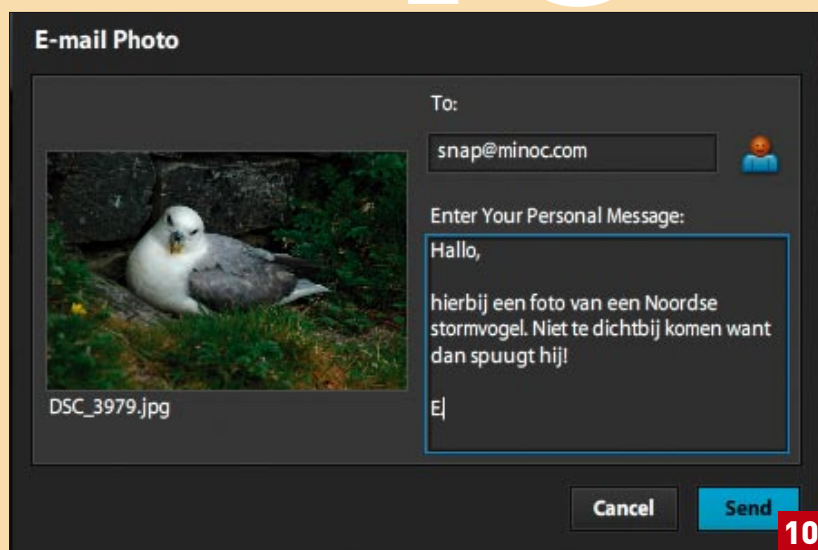 E-mail Photo
To:
snap@minoc.com
Enter Your Personal Message:
Hallo,
hierbij een foto van een Noordse
stormvogel. Niet te dichtbij komen want
dan spuugt hij!
E
DSC_3979.jpg
Cancel
Send
10